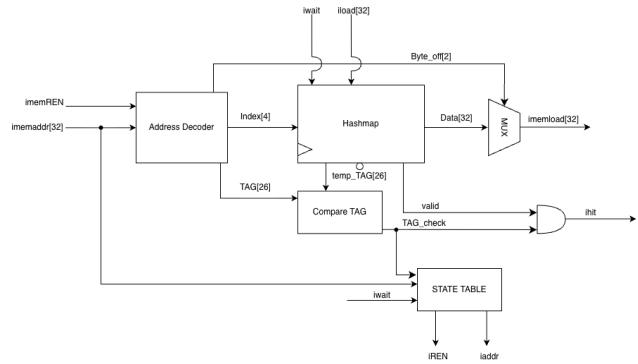 iwait
iload[32]
Byte_off[2]
imemREN
imemaddr[32]
Address Decoder
Index[4]
Hashmap
Data[32]
MUX
imemload[32]
temp_TAG[26]
TAG[26]
Compare TAG
valid
TAG_check
ihit
iwait
STATE TABLE
iREN
iaddr